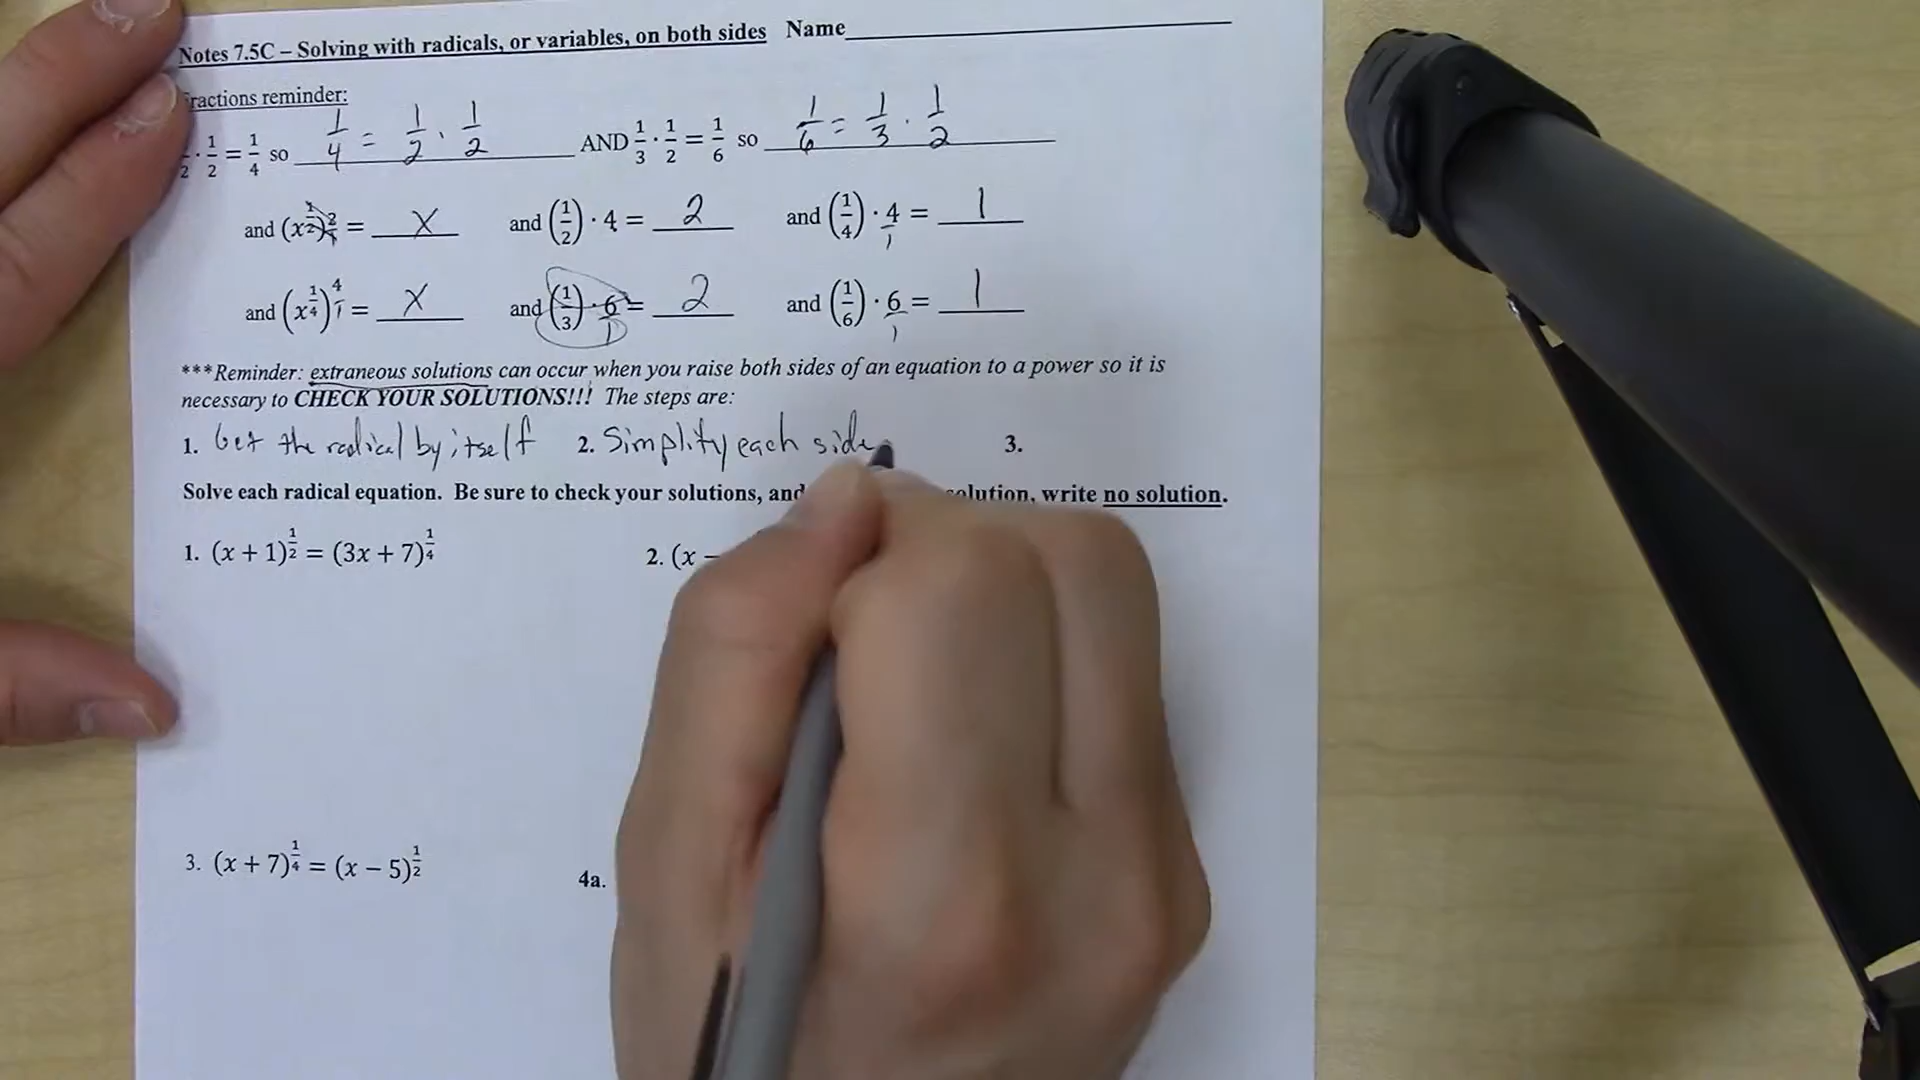 Notes 7.5C – Solving with radicals, or variables, on both sides Name
ractions reminder:
2 · 1/2 = 1/4 so 1/4 = 1/2 · 1/2 AND 1/3 · 1/2 = 1/6 so 1/6 = 1/3 · 1/2
and (x^(1/2))^(2/1) = x and (1/2) · 4 = 2 and (1/4) · 4/1 = 1
and (x^(1/4))^(4/1) = x and (1/3) · 6/1 = 2 and (1/6) · 6/1 = 1
***Reminder: extraneous solutions can occur when you raise both sides of an equation to a power so it is
necessary to CHECK YOUR SOLUTIONS!!! The steps are:
1. Get the radical by itself 2. Simplify each side 3.
Solve each radical equation. Be sure to check your solutions, and olution, write no solution.
1. (x + 1)^(1/2) = (3x + 7)^(1/4) 2. (x –
3. (x + 7)^(1/4) = (x – 5)^(1/2) 4a.